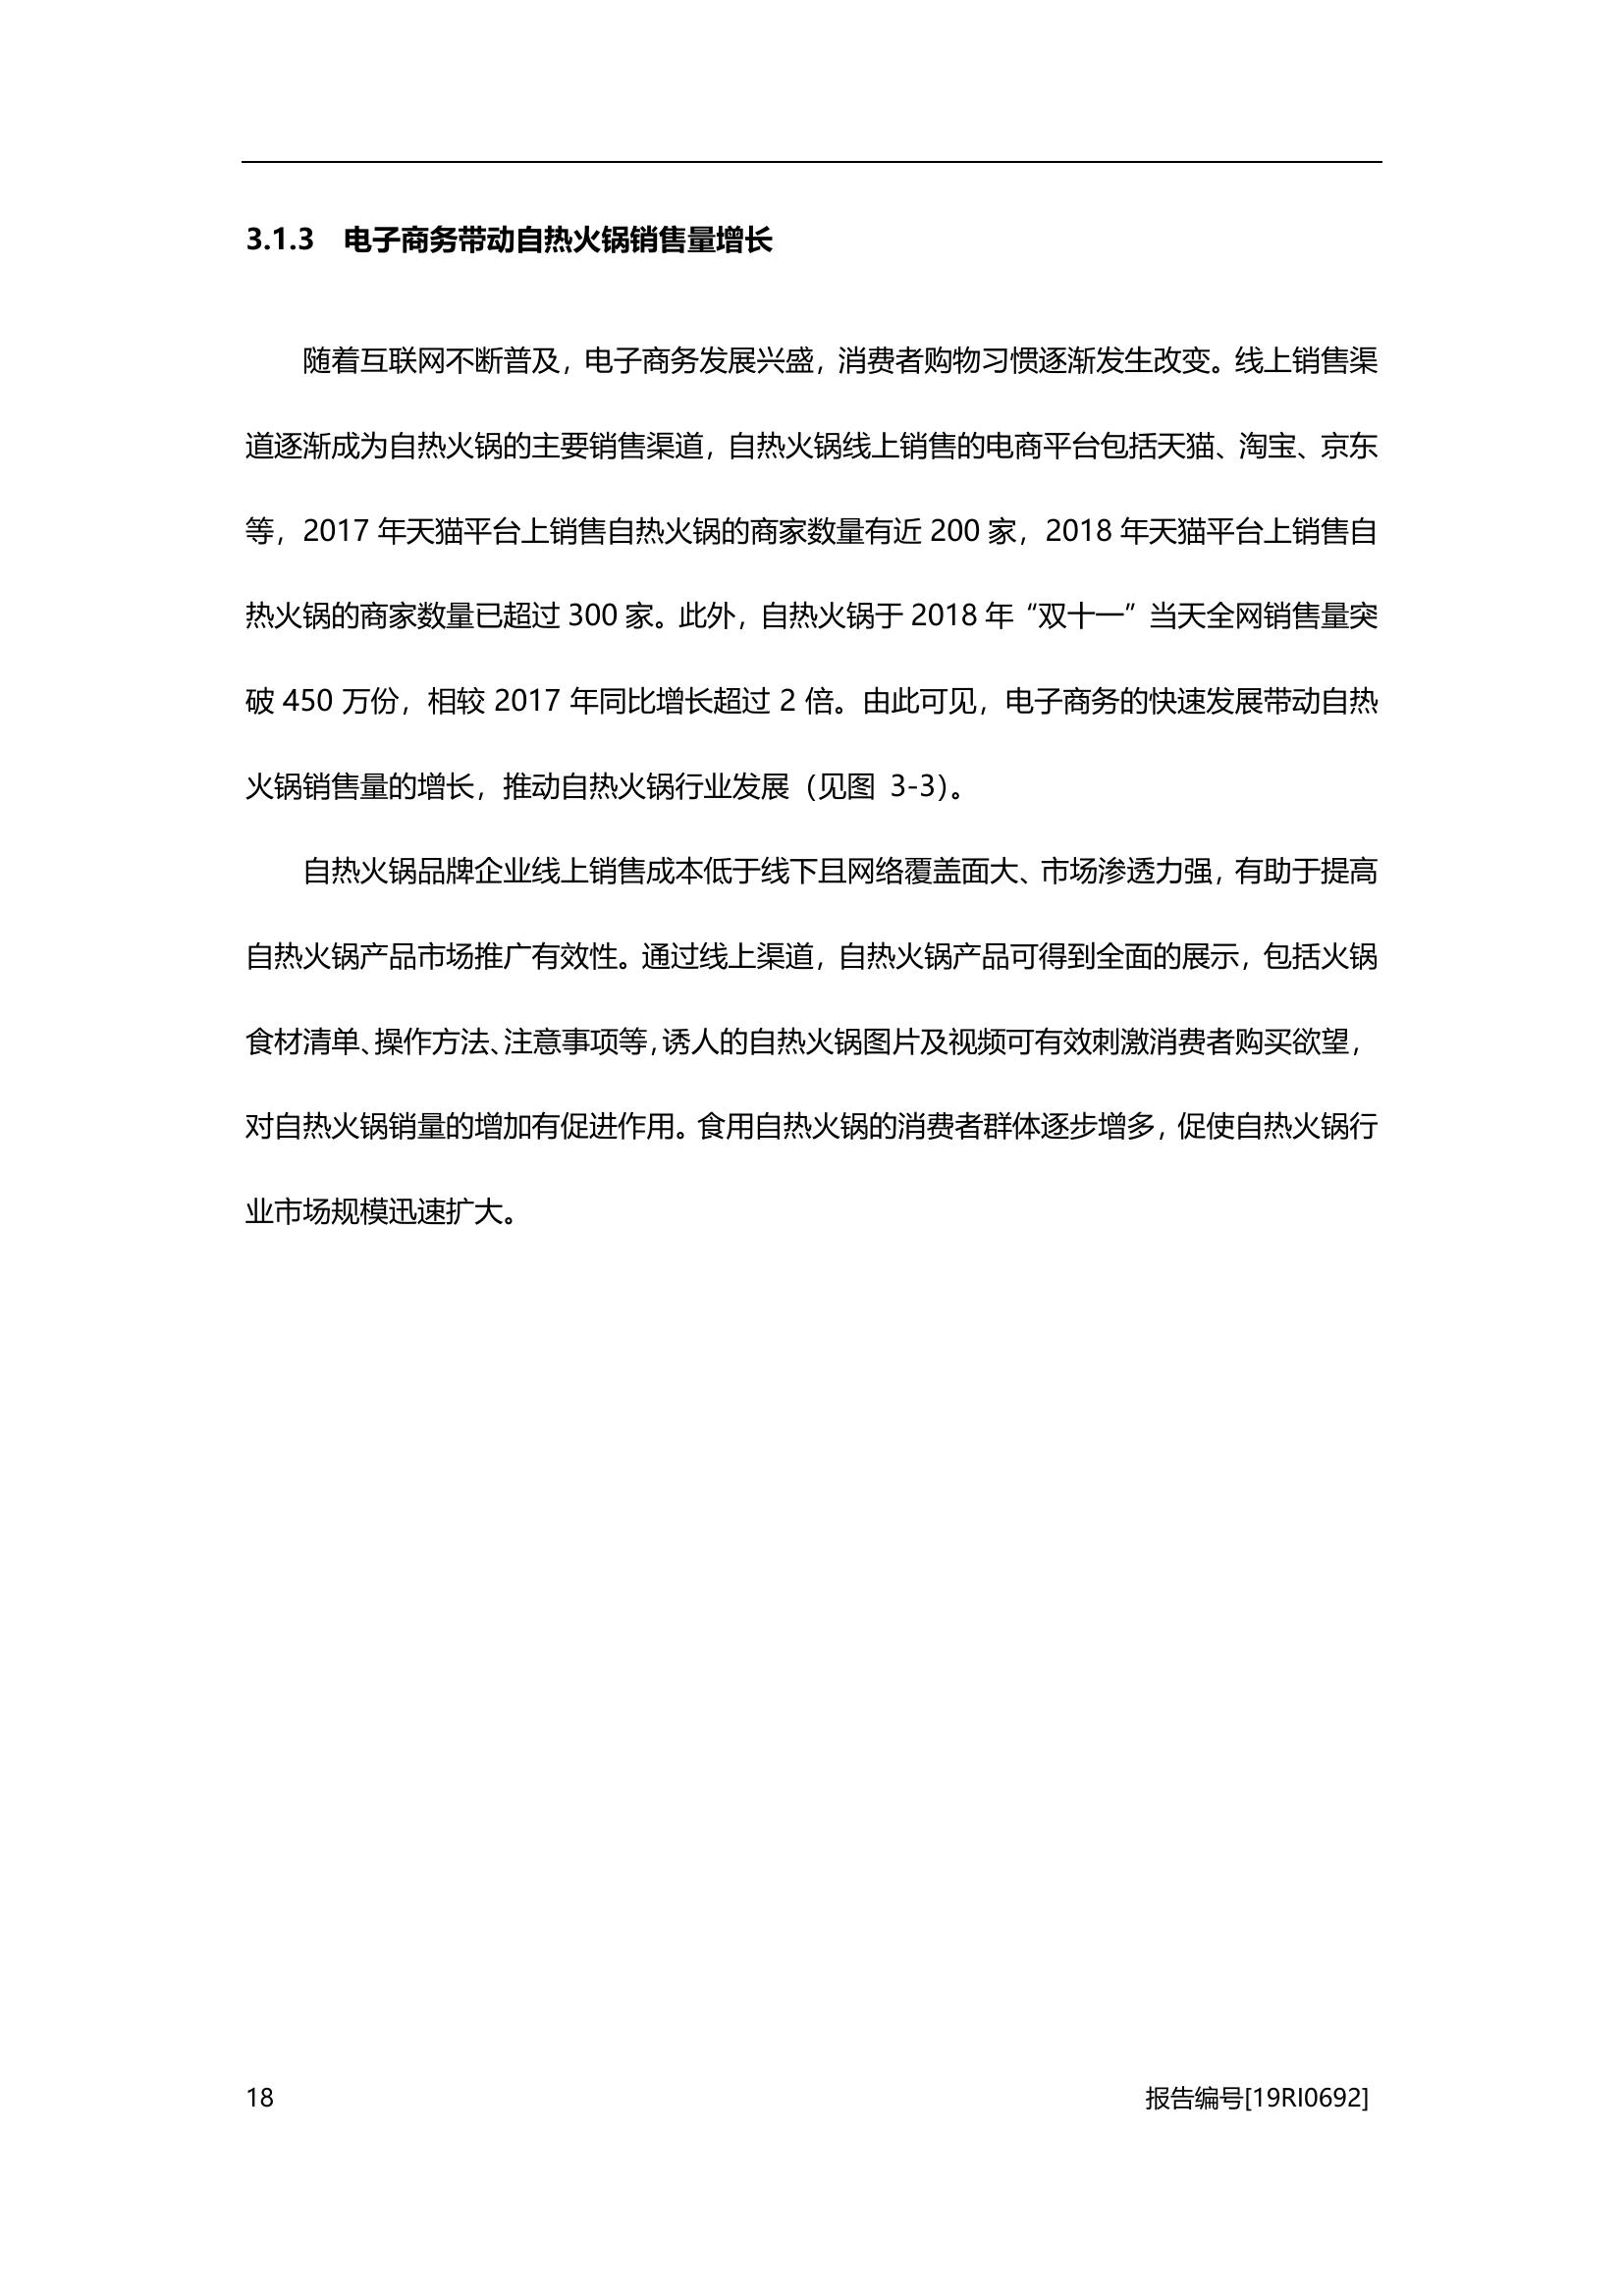 3.1.3 电子商务带动自热火锅销售量增长
随着互联网不断普及，电子商务发展兴盛，消费者购物习惯逐渐发生改变。线上销售渠
道逐渐成为自热火锅的主要销售渠道，自热火锅线上销售的电商平台包括天猫、淘宝、京东
等，2017 年天猫平台上销售自热火锅的商家数量有近 200 家，2018 年天猫平台上销售自
热火锅的商家数量已超过 300 家。此外，自热火锅于 2018 年“双十一”当天全网销售量突
破 450 万份，相较 2017 年同比增长超过 2 倍。由此可见，电子商务的快速发展带动自热
火锅销售量的增长，推动自热火锅行业发展（见图 3-3）。
自热火锅品牌企业线上销售成本低于线下且网络覆盖面大、市场渗透力强，有助于提高
自热火锅产品市场推广有效性。通过线上渠道，自热火锅产品可得到全面的展示，包括火锅
食材清单、操作方法、注意事项等，诱人的自热火锅图片及视频可有效刺激消费者购买欲望，
对自热火锅销量的增加有促进作用。食用自热火锅的消费者群体逐步增多，促使自热火锅行
业市场规模迅速扩大。
18 报告编号[19RI0692]